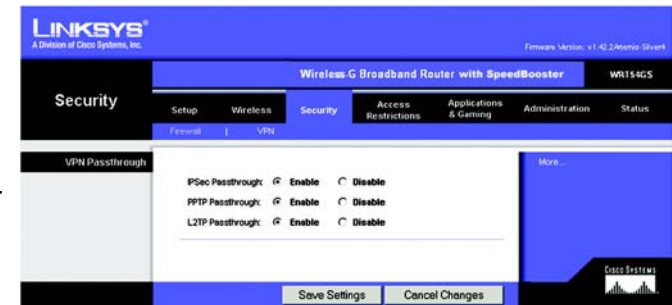 LINKSYS®
A Division of Cisco Systems, Inc.
Firmware Version: v1.42.2Artemis-Silver4
Wireless-G Broadband Router with SpeedBooster
WRT54GS
Security
Setup
Wireless
Security
Access Restrictions
Applications & Gaming
Administration
Status
Firewall | VPN
VPN Passthrough
More...
IPSec Passthrough: Enable Disable
PPTP Passthrough: Enable Disable
L2TP Passthrough: Enable Disable
CISCO SYSTEMS
Save Settings
Cancel Changes